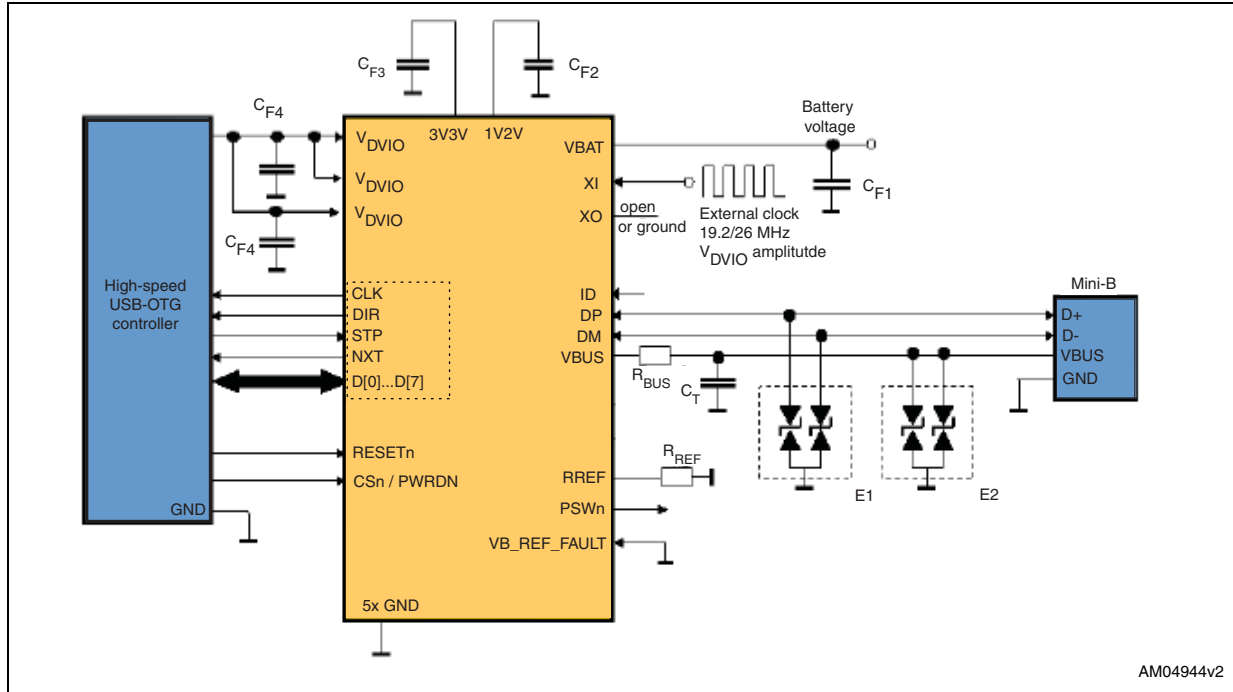 CF3
CF2
CF4
3V3V
1V2V
VDVIO
VDVIO
VDVIO
CF4
VBAT
XI
XO
Battery
voltage
CF1
open
or ground
External clock
19.2/26 MHz
VDVIO amplitutde
High-speed
USB-OTG
controller
CLK
DIR
STP
NXT
D[0]...D[7]
ID
DP
DM
VBUS
RBUS
CT
Mini-B
D+
D-
VBUS
GND
RESETn
CSn / PWRDN
GND
RREF
RREF
PSWn
VB_REF_FAULT
E1
E2
5x GND
AM04944v2